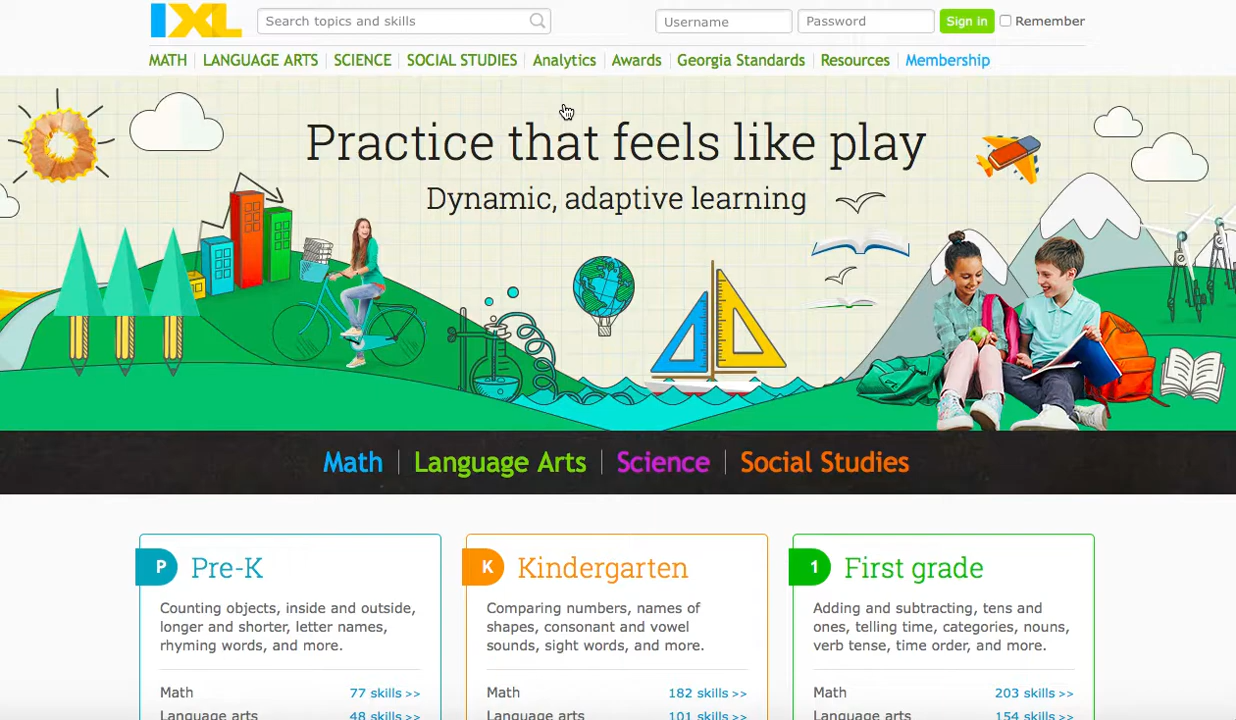 IXL
Search topics and skills
Username
Password
Sign in
Remember
MATH
LANGUAGE ARTS
SCIENCE
SOCIAL STUDIES
Analytics
Awards
Georgia Standards
Resources
Membership
Practice that feels like play
Dynamic, adaptive learning
Math
Language Arts
Science
Social Studies
P Pre-K
Counting objects, inside and outside,
longer and shorter, letter names,
rhyming words, and more.
Math 77 skills >>
Language arts 48 skills >>
K Kindergarten
Comparing numbers, names of
shapes, consonant and vowel
sounds, sight words, and more.
Math 182 skills >>
Language arts 101 skills >>
1 First grade
Adding and subtracting, tens and
ones, telling time, categories, nouns,
verb tense, time order, and more.
Math 203 skills >>
Language arts 154 skills >>